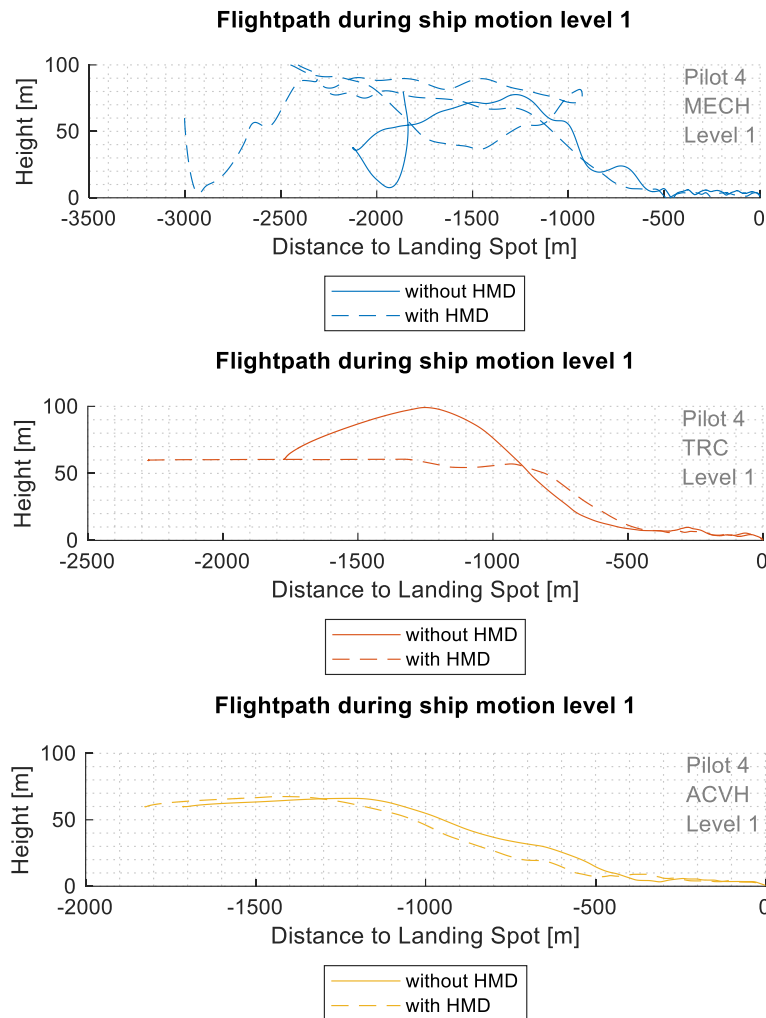 Flightpath during ship motion level 1
Height [m]
100
50
0
Pilot 4
MECH
Level 1
-3500 -3000 -2500 -2000 -1500 -1000 -500 0
Distance to Landing Spot [m]
without HMD
with HMD
Flightpath during ship motion level 1
Height [m]
100
50
0
Pilot 4
TRC
Level 1
-2500 -2000 -1500 -1000 -500 0
Distance to Landing Spot [m]
without HMD
with HMD
Flightpath during ship motion level 1
Height [m]
100
50
0
Pilot 4
ACVH
Level 1
-2000 -1500 -1000 -500 0
Distance to Landing Spot [m]
without HMD
with HMD